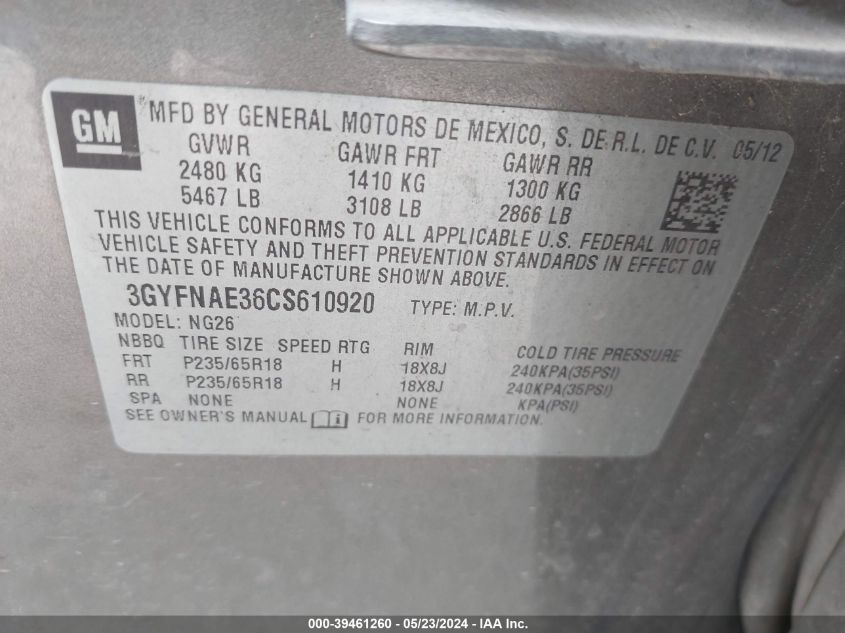 GM MFD BY GENERAL MOTORS DE MEXICO, S. DE R.L. DE C.V. 05/12
GVWR GAWR FRT GAWR RR
2480 KG 1410 KG 1300 KG
5467 LB 3108 LB 2866 LB
THIS VEHICLE CONFORMS TO ALL APPLICABLE U.S. FEDERAL MOTOR
VEHICLE SAFETY AND THEFT PREVENTION STANDARDS IN EFFECT ON
THE DATE OF MANUFACTURE SHOWN ABOVE.
3GYFNAE36CS610920 TYPE: M.P.V.
MODEL: NG26
NBBQ TIRE SIZE SPEED RTG RIM COLD TIRE PRESSURE
FRT P235/65R18 H 18X8J 240KPA(35PSI)
RR P235/65R18 H 18X8J 240KPA(35PSI)
SPA NONE NONE KPA(PSI)
SEE OWNER'S MANUAL FOR MORE INFORMATION.
000-39461260 - 05/23/2024 - IAA Inc.